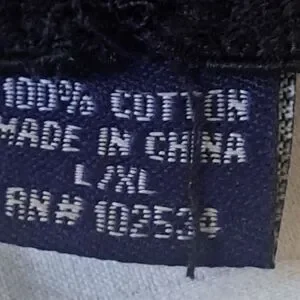 100% COTTON
MADE IN CHINA
L/XL
RN# 102534